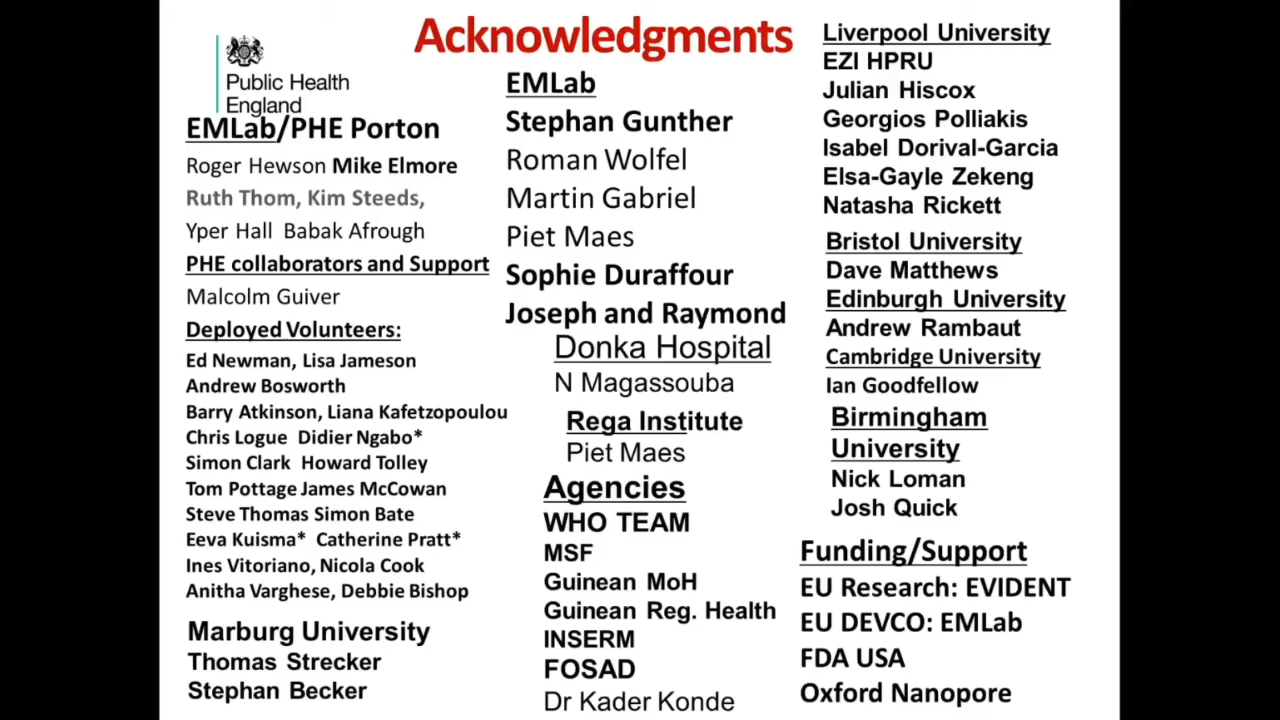 Acknowledgments
Public Health
England
EMLab/PHE Porton
Roger Hewson Mike Elmore
Ruth Thom, Kim Steeds,
Yper Hall Babak Afrough
PHE collaborators and Support
Malcolm Guiver
Deployed Volunteers:
Ed Newman, Lisa Jameson
Andrew Bosworth
Barry Atkinson, Liana Kafetzopoulou
Chris Logue Didier Ngabo*
Simon Clark Howard Tolley
Tom Pottage James McCowan
Steve Thomas Simon Bate
Eeva Kuisma* Catherine Pratt*
Ines Vitoriano, Nicola Cook
Anitha Varghese, Debbie Bishop
Marburg University
Thomas Strecker
Stephan Becker
EMLab
Stephan Gunther
Roman Wolfel
Martin Gabriel
Piet Maes
Sophie Duraffour
Joseph and Raymond
Donka Hospital
N Magassouba
Rega Institute
Piet Maes
Agencies
WHO TEAM
MSF
Guinean MoH
Guinean Reg. Health
INSERM
FOSAD
Dr Kader Konde
Liverpool University
EZI HPRU
Julian Hiscox
Georgios Polliakis
Isabel Dorival-Garcia
Elsa-Gayle Zekeng
Natasha Rickett
Bristol University
Dave Matthews
Edinburgh University
Andrew Rambaut
Cambridge University
Ian Goodfellow
Birmingham
University
Nick Loman
Josh Quick
Funding/Support
EU Research: EVIDENT
EU DEVCO: EMLab
FDA USA
Oxford Nanopore